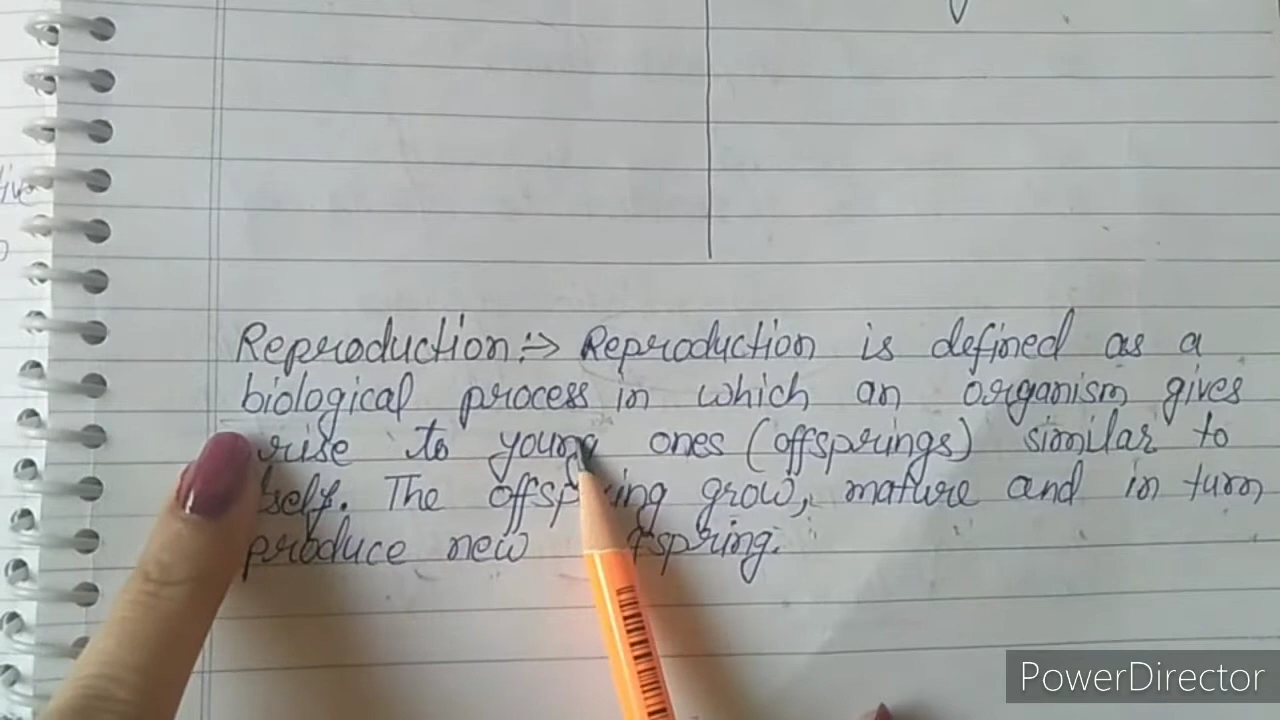 Reproduction :-> Reproduction is defined as a
biological process in which an organism gives
rise to young ones (offsprings) similar to
self. The offspring grow, mature and in turn
produce new fspring.
PowerDirector